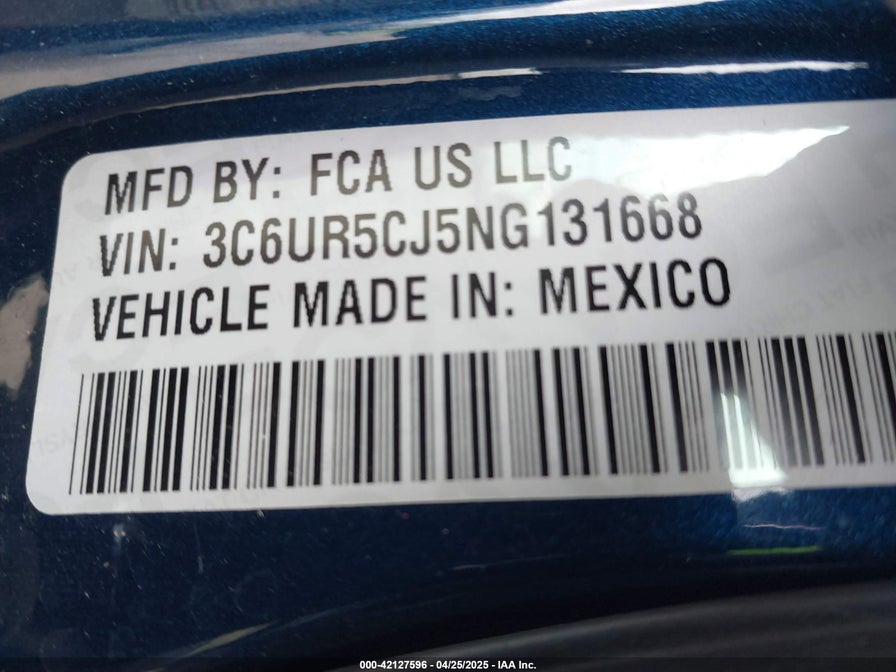 MFD BY: FCA US LLC
VIN: 3C6UR5CJ5NG131668
VEHICLE MADE IN: MEXICO
000-42127596 - 04/25/2025 - IAA Inc.